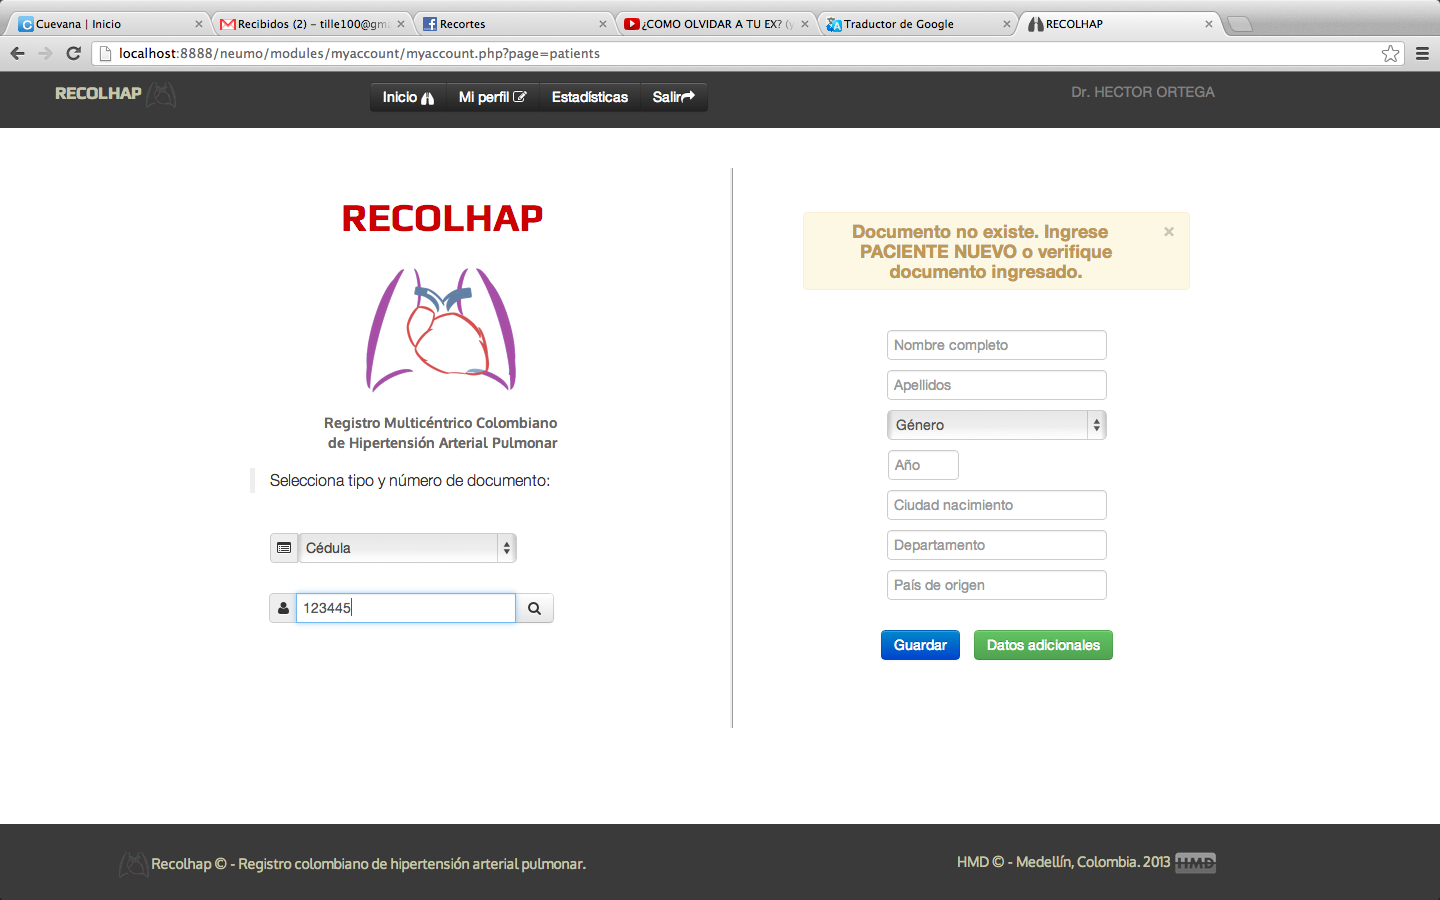 Cuevana | Inicio
Recibidos (2) – tille100@gm
Recortes
¿COMO OLVIDAR A TU EX? (y
Traductor de Google
RECOLHAP
localhost:8888/neumo/modules/myaccount/myaccount.php?page=patients
RECOLHAP
Inicio
Mi perfil
Estadísticas
Salir
Dr. HECTOR ORTEGA
RECOLHAP
Registro Multicéntrico Colombiano
de Hipertensión Arterial Pulmonar
Selecciona tipo y número de documento:
Cédula
123445
Documento no existe. Ingrese
PACIENTE NUEVO o verifique
documento ingresado.
×
Nombre completo
Apellidos
Género
Año
Ciudad nacimiento
Departamento
País de origen
Guardar
Datos adicionales
Recolhap © - Registro colombiano de hipertensión arterial pulmonar.
HMD © - Medellín, Colombia. 2013
HMD